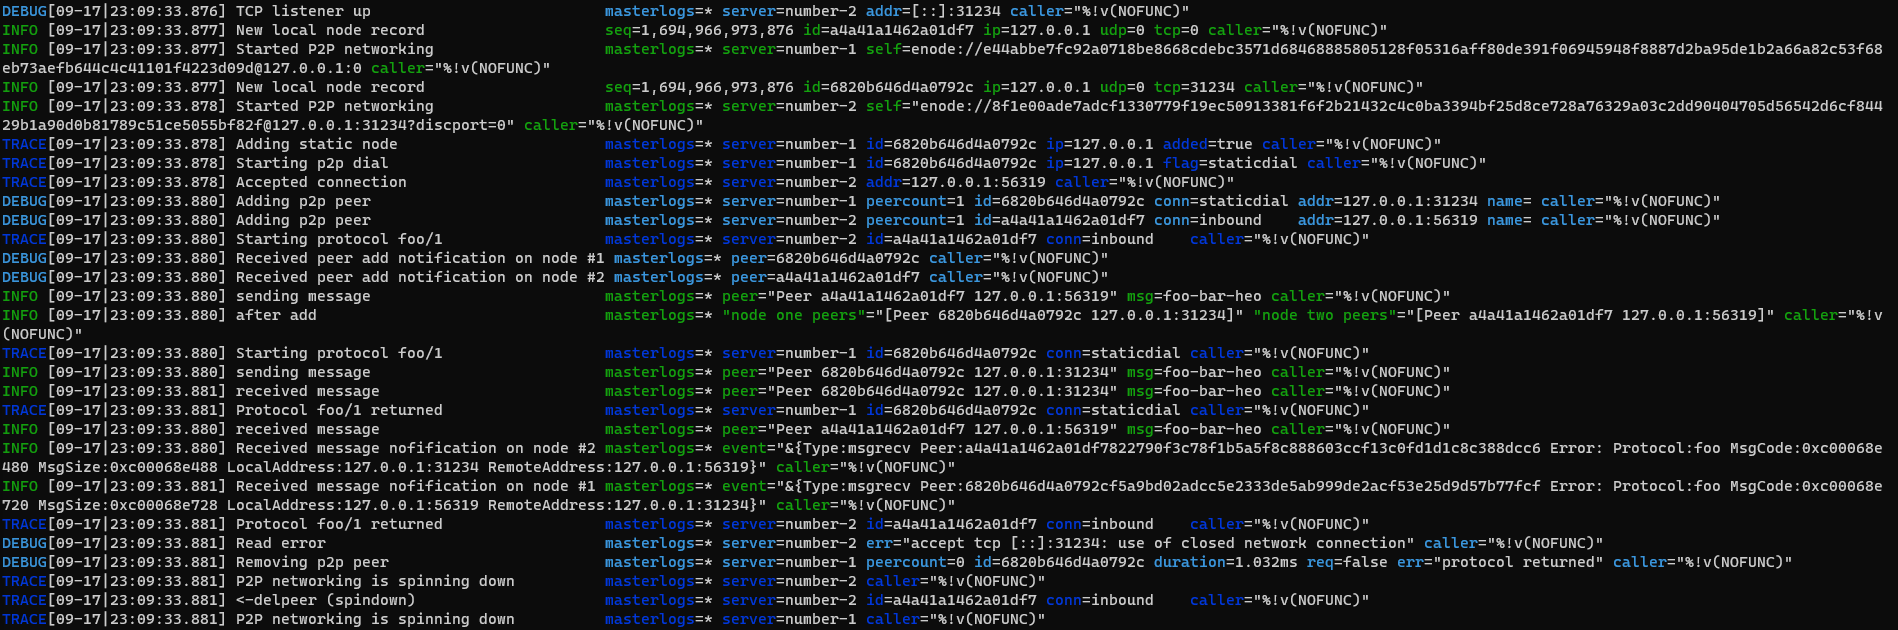 DEBUG[09-17|23:09:33.876] TCP listener up                          masterlogs=* server=number-2 addr=[::]:31234 caller="%!v(NOFUNC)"
INFO [09-17|23:09:33.877] New local node record                    seq=1,694,966,973,876 id=a4a41a1462a01df7 ip=127.0.0.1 udp=0 tcp=0 caller="%!v(NOFUNC)"
INFO [09-17|23:09:33.877] Started P2P networking                   masterlogs=* server=number-1 self=enode://e44abbe7fc92a0718be8668cdebc3571d68468885805128f05316aff80de391f06945948f8887d2ba95de1b2a66a82c53f68
eb73aefb644c4c41101f4223d09d@127.0.0.1:0 caller="%!v(NOFUNC)"
INFO [09-17|23:09:33.877] New local node record                    seq=1,694,966,973,876 id=6820b646d4a0792c ip=127.0.0.1 udp=0 tcp=31234 caller="%!v(NOFUNC)"
INFO [09-17|23:09:33.878] Started P2P networking                   masterlogs=* server=number-2 self="enode://8f1e00ade7adcf1330779f19ec50913381f6f2b21432c4c0ba3394bf25d8ce728a76329a03c2dd90404705d56542d6cf844
29b1a90d0b81789c51ce5055bf82f@127.0.0.1:31234?discport=0" caller="%!v(NOFUNC)"
TRACE[09-17|23:09:33.878] Adding static node                       masterlogs=* server=number-1 id=6820b646d4a0792c ip=127.0.0.1 added=true caller="%!v(NOFUNC)"
TRACE[09-17|23:09:33.878] Starting p2p dial                        masterlogs=* server=number-1 id=6820b646d4a0792c ip=127.0.0.1 flag=staticdial caller="%!v(NOFUNC)"
TRACE[09-17|23:09:33.878] Accepted connection                      masterlogs=* server=number-2 addr=127.0.0.1:56319 caller="%!v(NOFUNC)"
DEBUG[09-17|23:09:33.880] Adding p2p peer                          masterlogs=* server=number-1 peercount=1 id=6820b646d4a0792c conn=staticdial addr=127.0.0.1:31234 name= caller="%!v(NOFUNC)"
DEBUG[09-17|23:09:33.880] Adding p2p peer                          masterlogs=* server=number-2 peercount=1 id=a4a41a1462a01df7 conn=inbound    addr=127.0.0.1:56319 name= caller="%!v(NOFUNC)"
TRACE[09-17|23:09:33.880] Starting protocol foo/1                  masterlogs=* server=number-2 id=a4a41a1462a01df7 conn=inbound    caller="%!v(NOFUNC)"
DEBUG[09-17|23:09:33.880] Received peer add notification on node #1 masterlogs=* peer=6820b646d4a0792c caller="%!v(NOFUNC)"
DEBUG[09-17|23:09:33.880] Received peer add notification on node #2 masterlogs=* peer=a4a41a1462a01df7 caller="%!v(NOFUNC)"
INFO [09-17|23:09:33.880] sending message                          masterlogs=* peer="Peer a4a41a1462a01df7 127.0.0.1:56319" msg=foo-bar-heo caller="%!v(NOFUNC)"
INFO [09-17|23:09:33.880] after add                                masterlogs=* "node one peers"="[Peer 6820b646d4a0792c 127.0.0.1:31234]" "node two peers"="[Peer a4a41a1462a01df7 127.0.0.1:56319]" caller="%!v
(NOFUNC)"
TRACE[09-17|23:09:33.880] Starting protocol foo/1                  masterlogs=* server=number-1 id=6820b646d4a0792c conn=staticdial caller="%!v(NOFUNC)"
INFO [09-17|23:09:33.880] sending message                          masterlogs=* peer="Peer 6820b646d4a0792c 127.0.0.1:31234" msg=foo-bar-heo caller="%!v(NOFUNC)"
INFO [09-17|23:09:33.881] received message                         masterlogs=* peer="Peer 6820b646d4a0792c 127.0.0.1:31234" msg=foo-bar-heo caller="%!v(NOFUNC)"
TRACE[09-17|23:09:33.881] Protocol foo/1 returned                  masterlogs=* server=number-1 id=6820b646d4a0792c conn=staticdial caller="%!v(NOFUNC)"
INFO [09-17|23:09:33.881] received message                         masterlogs=* peer="Peer a4a41a1462a01df7 127.0.0.1:56319" msg=foo-bar-heo caller="%!v(NOFUNC)"
INFO [09-17|23:09:33.880] Received message nofification on node #2 masterlogs=* event="&{Type:msgrecv Peer:a4a41a1462a01df7822790f3c78f1b5a5f8c888603ccf13c0fd1d1c8c388dcc6 Error: Protocol:foo MsgCode:0xc00068e
480 MsgSize:0xc00068e488 LocalAddress:127.0.0.1:31234 RemoteAddress:127.0.0.1:56319}" caller="%!v(NOFUNC)"
INFO [09-17|23:09:33.881] Received message nofification on node #1 masterlogs=* event="&{Type:msgrecv Peer:6820b646d4a0792cf5a9bd02adcc5e2333de5ab999de2acf53e25d9d57b77fcf Error: Protocol:foo MsgCode:0xc00068e
720 MsgSize:0xc00068e728 LocalAddress:127.0.0.1:56319 RemoteAddress:127.0.0.1:31234}" caller="%!v(NOFUNC)"
TRACE[09-17|23:09:33.881] Protocol foo/1 returned                  masterlogs=* server=number-2 id=a4a41a1462a01df7 conn=inbound    caller="%!v(NOFUNC)"
DEBUG[09-17|23:09:33.881] Read error                               masterlogs=* server=number-2 err="accept tcp [::]:31234: use of closed network connection" caller="%!v(NOFUNC)"
DEBUG[09-17|23:09:33.881] Removing p2p peer                        masterlogs=* server=number-1 peercount=0 id=6820b646d4a0792c duration=1.032ms req=false err="protocol returned" caller="%!v(NOFUNC)"
TRACE[09-17|23:09:33.881] P2P networking is spinning down          masterlogs=* server=number-2 caller="%!v(NOFUNC)"
TRACE[09-17|23:09:33.881] <-delpeer (spindown)                     masterlogs=* server=number-2 id=a4a41a1462a01df7 conn=inbound    caller="%!v(NOFUNC)"
TRACE[09-17|23:09:33.881] P2P networking is spinning down          masterlogs=* server=number-1 caller="%!v(NOFUNC)"